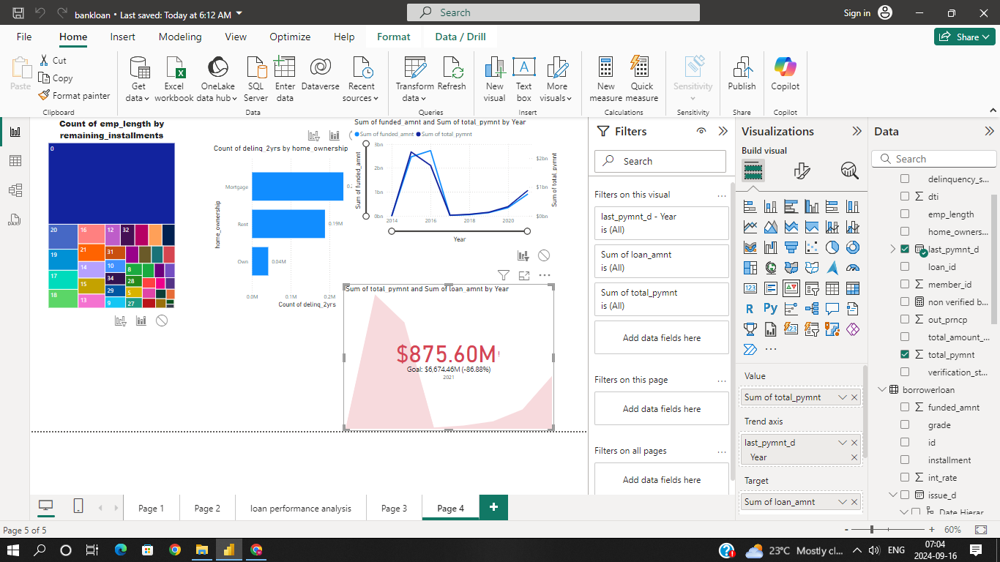 bankloan • Last saved: Today at 6:12 AM
Search
Sign in
File
Home
Insert
Modeling
View
Optimize
Help
Format
Data / Drill
Share
Paste
Cut
Copy
Format painter
Get data
Excel workbook
OneLake data hub
SQL Server
Enter data
Dataverse
Recent sources
Transform data
Refresh
New visual
Text box
More visuals
New measure
Quick measure
Sensitivity
Publish
Copilot
Clipboard
Data
Queries
Insert
Calculations
Sensitivity
Share
Copilot
Count of emp_length by
remaining_installments
0
20
19
17
18
16
21
14
15
13
12
32
31
10
34
29
9
8
28
5
27
Count of delinq_2yrs by home_ownership
home_ownership
Mortgage
Rent
0.19M
Own
0.04M
0.0M
0.1M
0.2M
Count of delinq_2yrs
Sum of funded_amnt and Sum of total_pymnt by Year
Sum of funded_amnt
Sum of total_pymnt
Sum of funded_amnt
3bn
2bn
1bn
0bn
$2bn
$1bn
$0bn
Sum of total_pymnt
2014
2016
2018
2020
Year
Sum of total_pymnt and Sum of loan_amnt by Year
$875.60M!
Goal: $6,674.46M (-86.88%)
2021
Filters
Search
Filters on this visual
...
last_pymnt_d - Year
is (All)
Sum of loan_amnt
is (All)
Sum of total_pymnt
is (All)
Add data fields here
Filters on this page
...
Add data fields here
Filters on all pages
...
Add data fields here
Visualizations
Build visual
123
123
R
Py
123
...
Value
Sum of total_pymnt
Trend axis
last_pymnt_d
Year
Target
Sum of loan_amnt
Data
Search
delinquency_s...
dti
emp_length
home_owners...
last_pymnt_d
loan_id
member_id
non verified b...
out_prncp
total_amount_...
total_pymnt
verification_st...
borrowerloan
funded_amnt
grade
id
installment
int_rate
issue_d
Date Hierar
DAX
Page 1
Page 2
loan performance analysis
Page 3
Page 4
+
Page 5 of 5
- + 60%
23°C Mostly cl...
ENG
07:04
2024-09-16